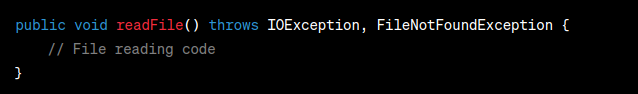 public void readFile() throws IOException, FileNotFoundException {
    // File reading code
}